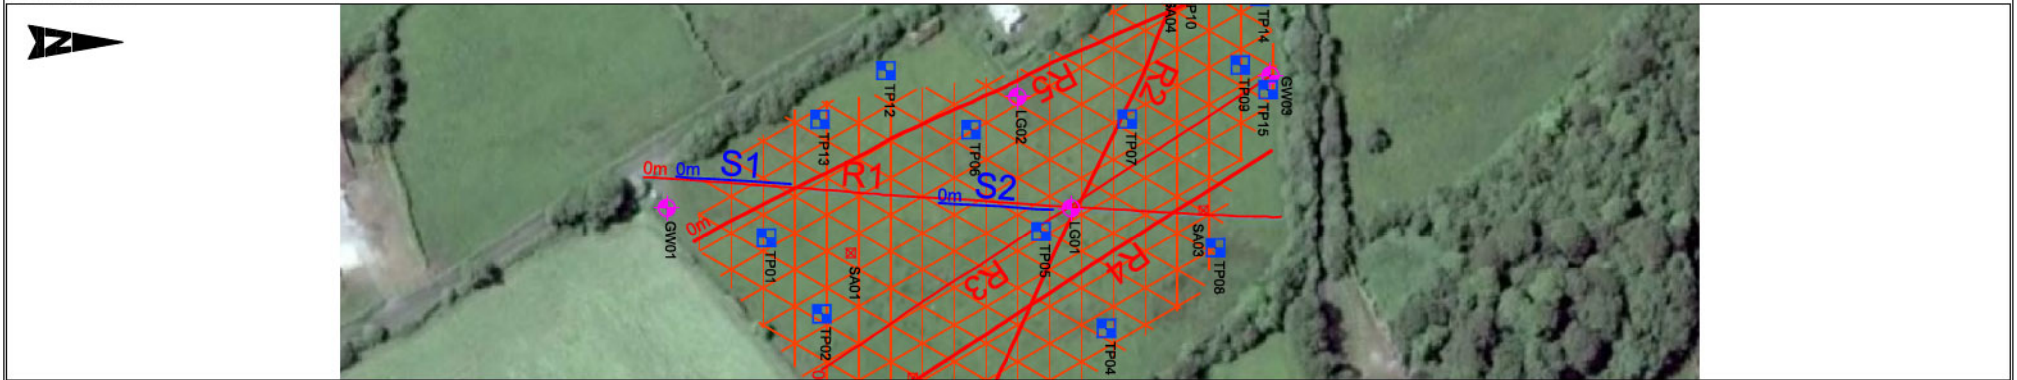 N
SA04
TP10
TP14
TP12
R5
R2
TP09
GW03
TP15
LG02
TP13
TP06
TP07
0m
0m
S1
R1
0m
S2
GW01
0m
TP01
SA01
TP05
LG01
SA03
TP08
R3
R4
TP02
TP04